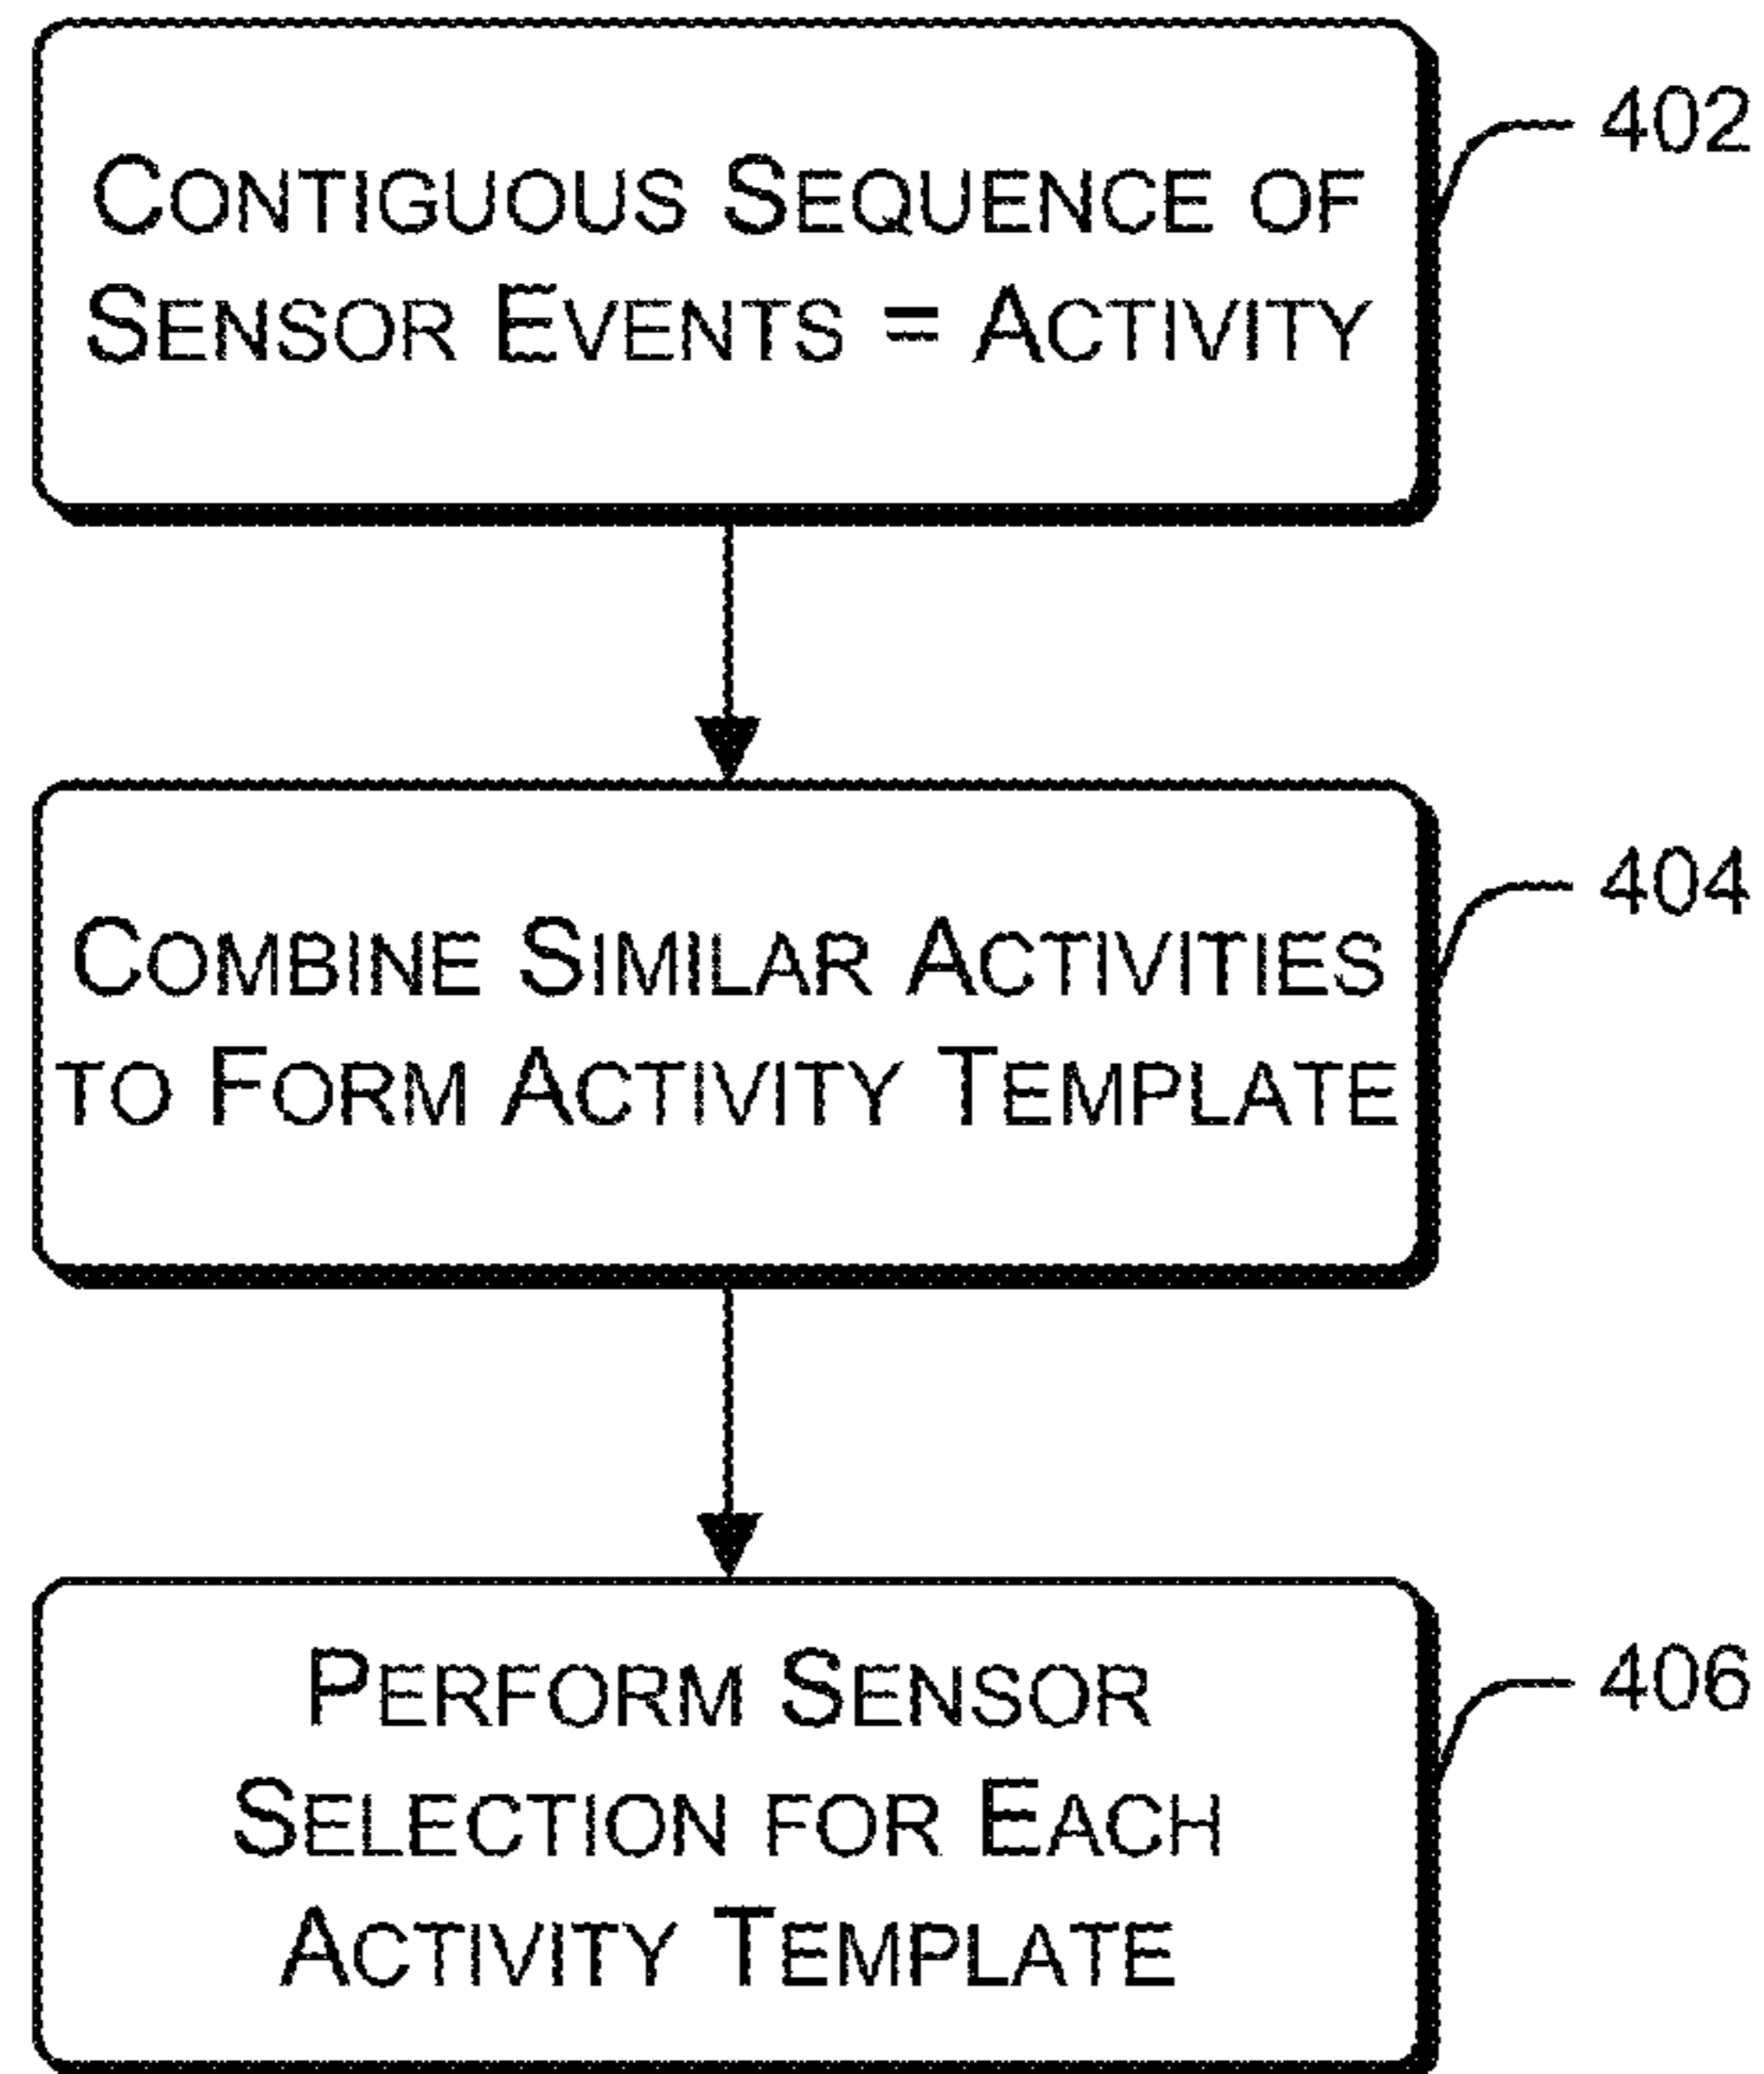 CONTIGUOUS SEQUENCE OF
SENSOR EVENTS = ACTIVITY
402
COMBINE SIMILAR ACTIVITIES
TO FORM ACTIVITY TEMPLATE
404
PERFORM SENSOR
SELECTION FOR EACH
ACTIVITY TEMPLATE
406